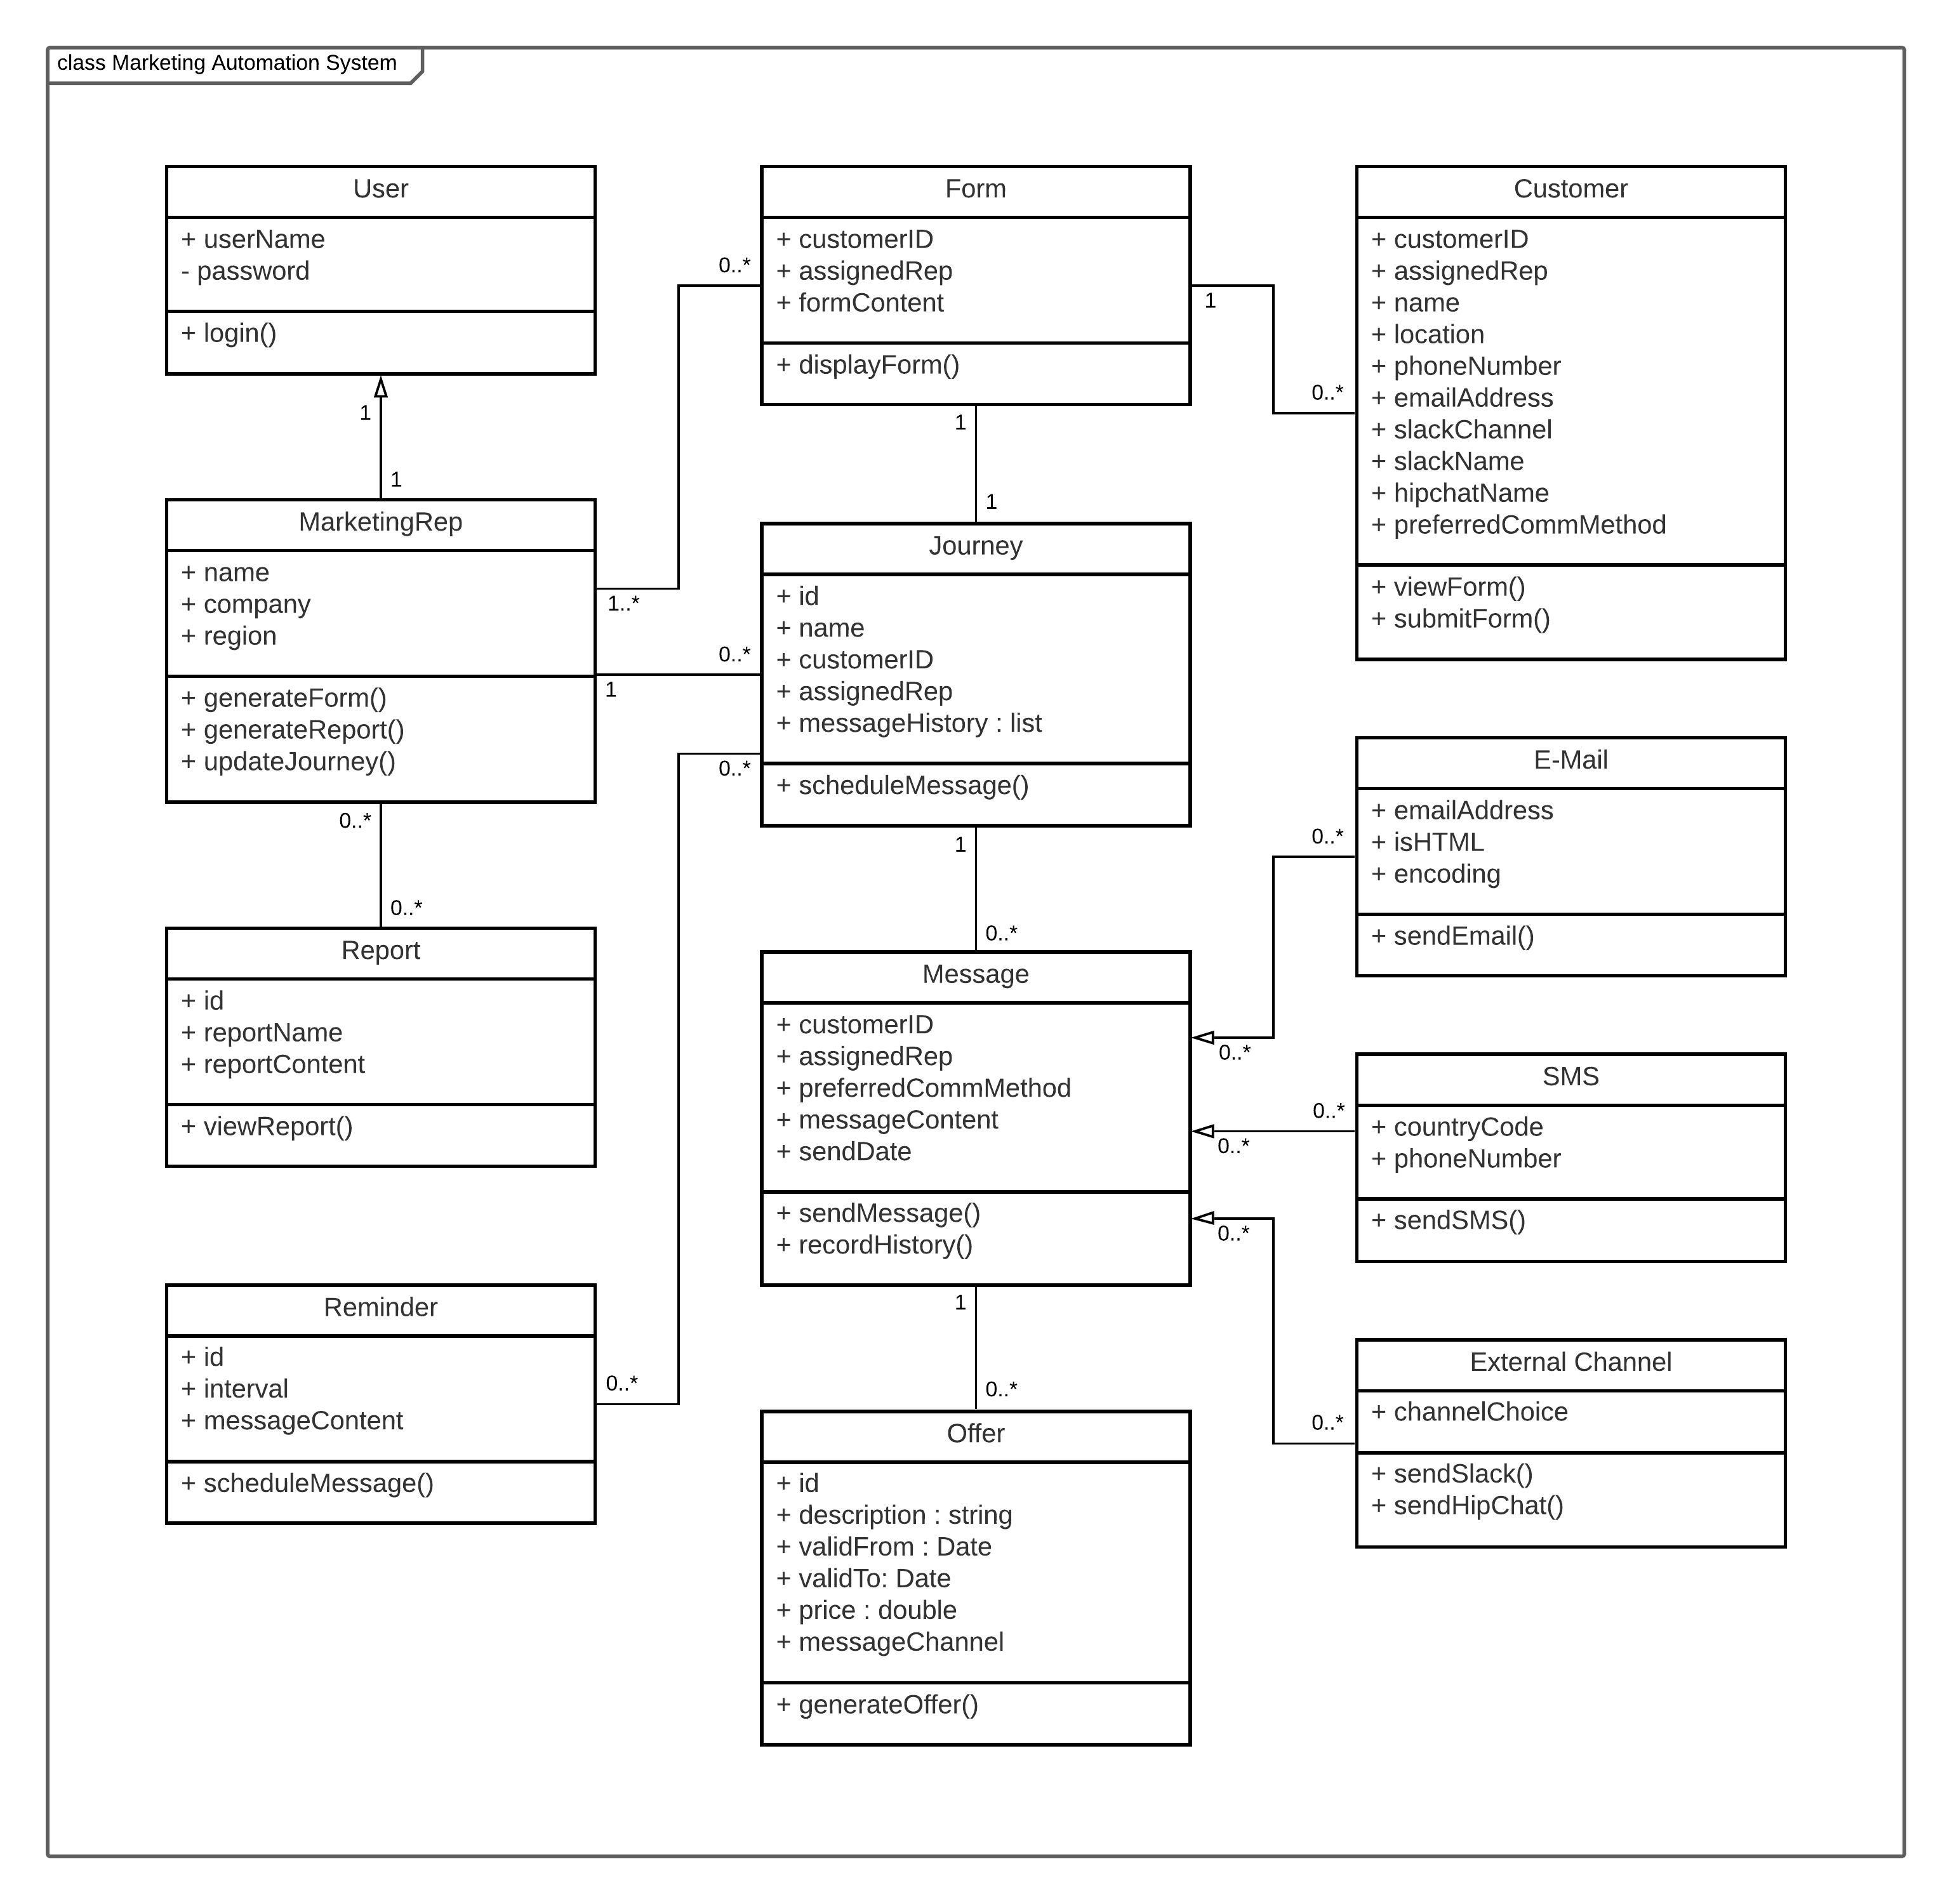 class Marketing Automation System
User
+ userName
- password
+ login()
1
1
MarketingRep
+ name
+ company
+ region
+ generateForm()
+ generateReport()
+ updateJourney()
1..*
1
0..*
0..*
Report
+ id
+ reportName
+ reportContent
+ viewReport()
Reminder
+ id
+ interval
+ messageContent
+ scheduleMessage()
0..*
0..*
Form
+ customerID
+ assignedRep
+ formContent
+ displayForm()
1
1
1
0..*
Journey
+ id
+ name
+ customerID
+ assignedRep
+ messageHistory : list
+ scheduleMessage()
0..*
1
0..*
Message
+ customerID
+ assignedRep
+ preferredCommMethod
+ messageContent
+ sendDate
+ sendMessage()
+ recordHistory()
0..*
0..*
0..*
1
0..*
Offer
+ id
+ description : string
+ validFrom : Date
+ validTo: Date
+ price : double
+ messageChannel
+ generateOffer()
Customer
+ customerID
+ assignedRep
+ name
+ location
+ phoneNumber
+ emailAddress
+ slackChannel
+ slackName
+ hipchatName
+ preferredCommMethod
+ viewForm()
+ submitForm()
0..*
0..*
E-Mail
+ emailAddress
+ isHTML
+ encoding
+ sendEmail()
0..*
SMS
+ countryCode
+ phoneNumber
+ sendSMS()
0..*
External Channel
+ channelChoice
+ sendSlack()
+ sendHipChat()